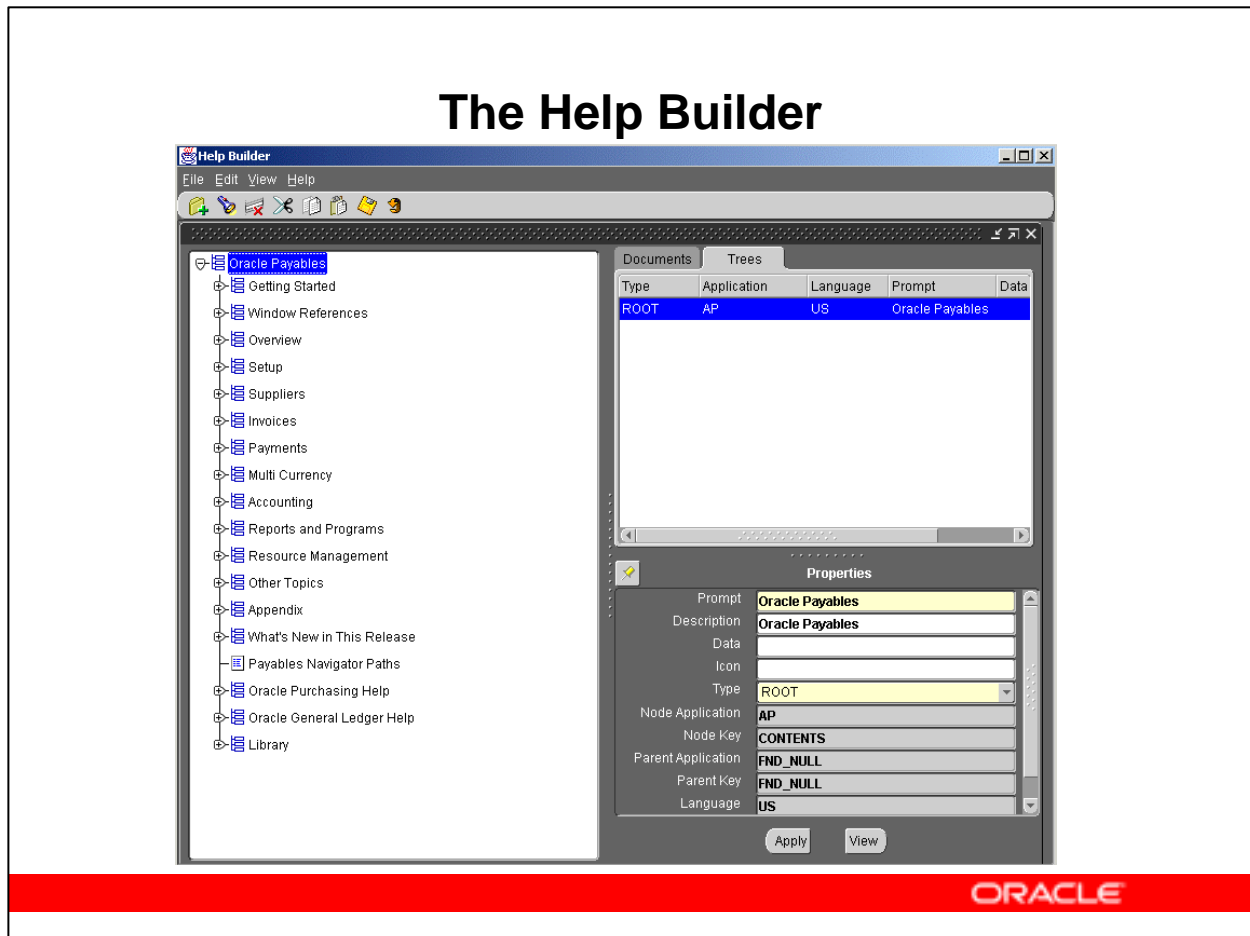 The Help Builder
Help Builder
File Edit View Help
Oracle Payables
Getting Started
Window References
Overview
Setup
Suppliers
Invoices
Payments
Multi Currency
Accounting
Reports and Programs
Resource Management
Other Topics
Appendix
What's New in This Release
Payables Navigator Paths
Oracle Purchasing Help
Oracle General Ledger Help
Library
Documents Trees
Type Application Language Prompt Data
ROOT AP US Oracle Payables
Properties
Prompt Oracle Payables
Description Oracle Payables
Data
Icon
Type ROOT
Node Application AP
Node Key CONTENTS
Parent Application FND_NULL
Parent Key FND_NULL
Language US
Apply View
ORACLE